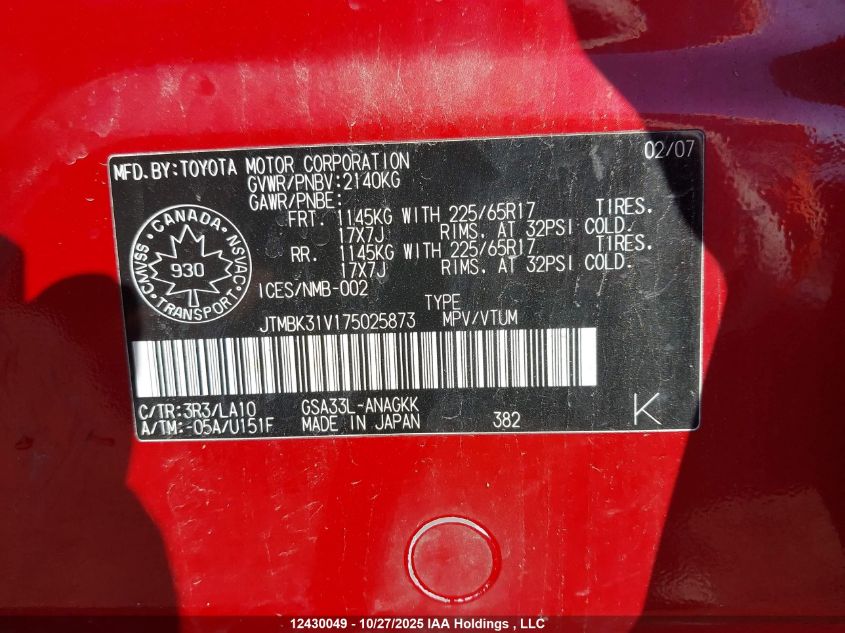 MFD.BY:TOYOTA MOTOR CORPORATION 02/07
GVWR/PNBV:2140KG
GAWR/PNBE:
FRT. 1145KG WITH 225/65R17 TIRES.
17X7J RIMS. AT 32PSI COLD.
RR. 1145KG WITH 225/65R17 TIRES.
17X7J RIMS. AT 32PSI COLD.
CANADA
CMVSS 930 NSVAC
TRANSPORT
ICES/NMB-002
TYPE
JTMBK31V175025873 MPV/VTUM
C/TR:3R3/LA10 GSA33L-ANAGKK
A/TM:-05A/U151F MADE IN JAPAN 382 K
12430049 - 10/27/2025 IAA Holdings , LLC